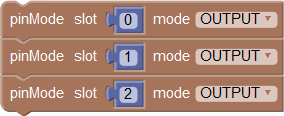 pinMode slot 0 mode OUTPUT
pinMode slot 1 mode OUTPUT
pinMode slot 2 mode OUTPUT